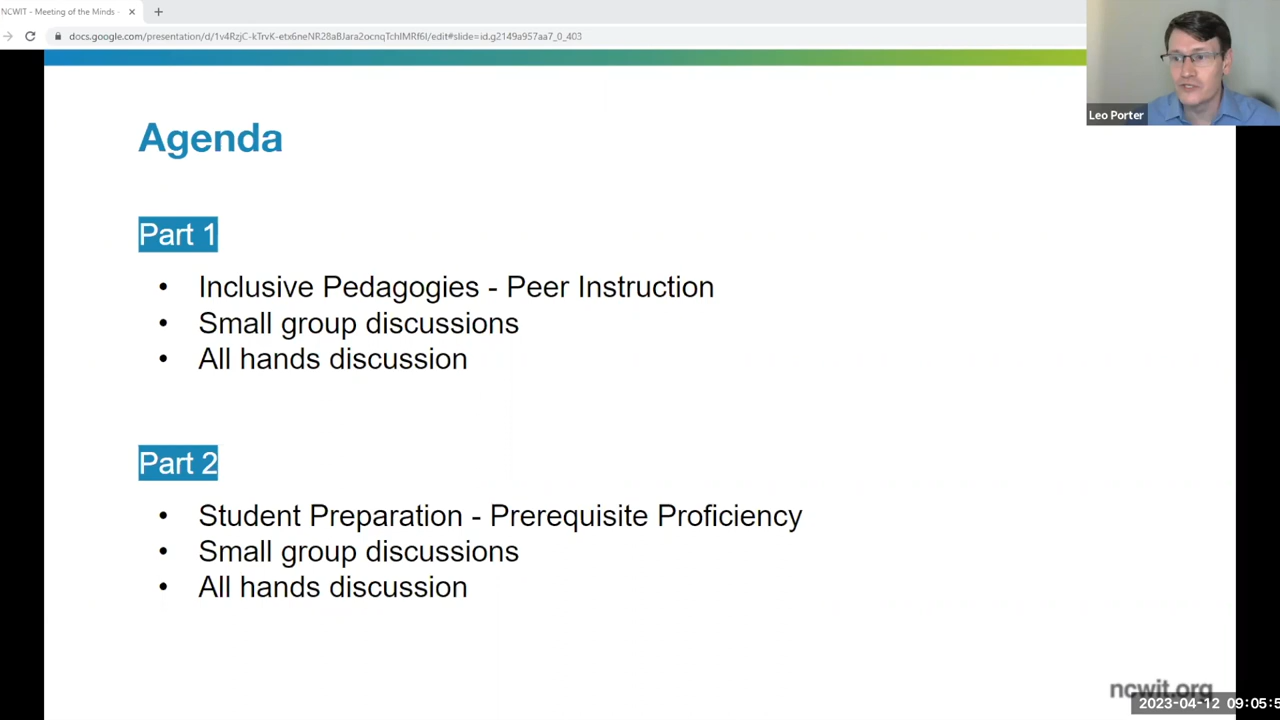 NCWIT - Meeting of the Minds -
docs.google.com/presentation/d/1v4RzjC-kTrvK-etx6neNR28aBJara2ocnqTchIMRf6I/edit#slide=id.g2149a957aa7_0_403
Leo Porter
Agenda
Part 1
• Inclusive Pedagogies - Peer Instruction
• Small group discussions
• All hands discussion
Part 2
• Student Preparation - Prerequisite Proficiency
• Small group discussions
• All hands discussion
ncwit.org
2023-04-12 09:05:5